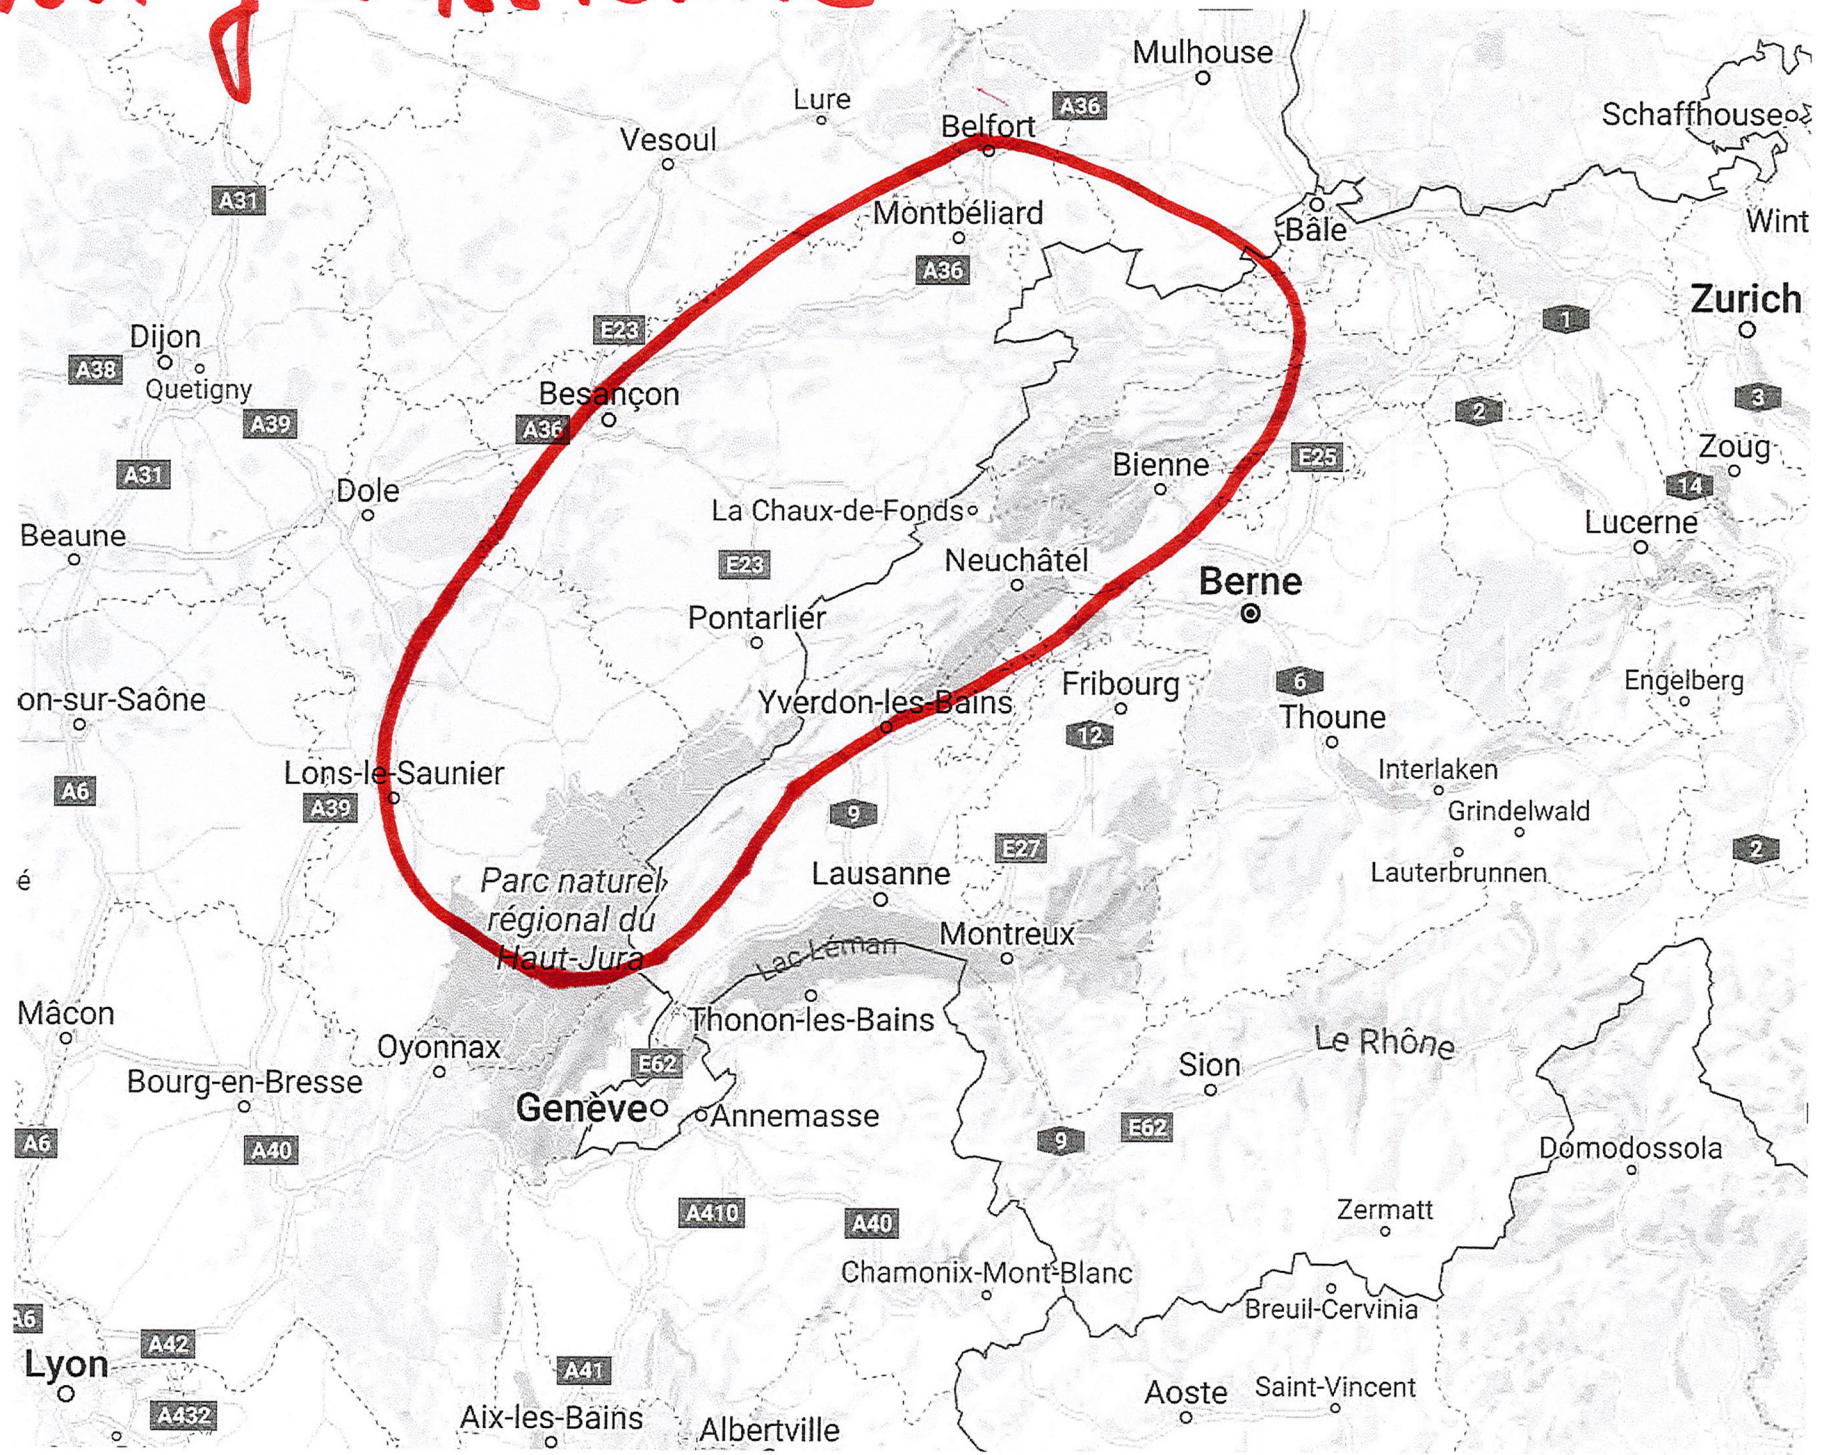 Mulhouse
Lure
A36
Schaffhouse
Belfort
Vesoul
A31
Montbéliard
Bâle
Wint
A36
Zurich
E23
1
Dijon
A38
Quetigny
Besançon
3
2
A39
A36
Zoug
Bienne
E25
A31
14
Dole
La Chaux-de-Fonds
Lucerne
Beaune
Neuchâtel
E23
Berne
Pontarlier
Fribourg
6
Engelberg
on-sur-Saône
Yverdon-les-Bains
Thoune
12
Lons-le-Saunier
Interlaken
A6
A39
9
Grindelwald
E27
2
Lausanne
Lauterbrunnen
é
Parc naturel
régional du
Haut-Jura
Montreux
Lac Léman
Mâcon
Thonon-les-Bains
Le Rhône
Oyonnax
E62
Sion
Bourg-en-Bresse
Genève
Annemasse
E62
A6
A40
9
Domodossola
A410
A40
Zermatt
Chamonix-Mont-Blanc
Breuil-Cervinia
A6
A42
Lyon
A41
Aoste
Saint-Vincent
A432
Aix-les-Bains
Albertville